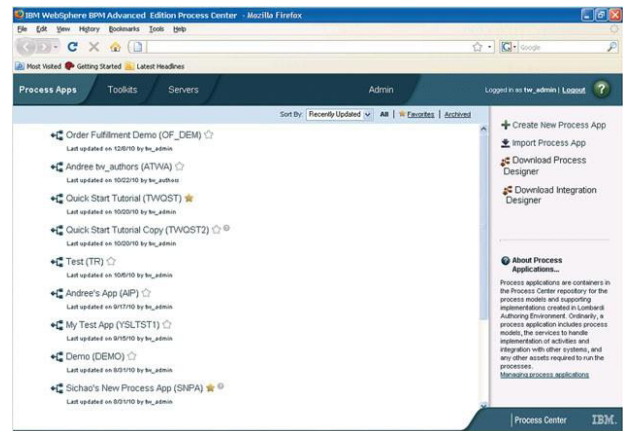 IBM WebSphere BPM Advanced Edition Process Center - Mozilla Firefox
File Edit View History Bookmarks Tools Help
Google
Most Visited Getting Started Latest Headlines
Process Apps Toolkits Servers Admin Logged in as tw_admin | Logout ?
Sort By: Recently Updated All | Favorites | Archived
Order Fulfillment Demo (OF_DEM)
Last updated on 12/8/10 by tw_admin
Andree tw_authors (ATWA)
Last updated on 10/22/10 by tw_authors
Quick Start Tutorial (TWQST)
Last updated on 10/20/10 by tw_admin
Quick Start Tutorial Copy (TWQST2)
Last updated on 10/20/10 by tw_admin
Test (TR)
Last updated on 10/6/10 by tw_admin
Andree's App (AIP)
Last updated on 9/17/10 by tw_admin
My Test App (YSLTST1)
Last updated on 9/15/10 by tw_admin
Demo (DEMO)
Last updated on 8/31/10 by tw_admin
Sichao's New Process App (SNPA)
Last updated on 8/21/10 by tw_admin
Create New Process App
Import Process App
Download Process
Designer
Download Integration
Designer
About Process
Applications...
Process applications are containers in
the Process Center repository for the
process models and supporting
implementations created in Lombardi
Authoring Environment. Ordinarily, a
process application includes process
models, the services to handle
implementation of activities and
integration with other systems, and
any other assets required to run the
processes.
Managing process applications
Process Center IBM.